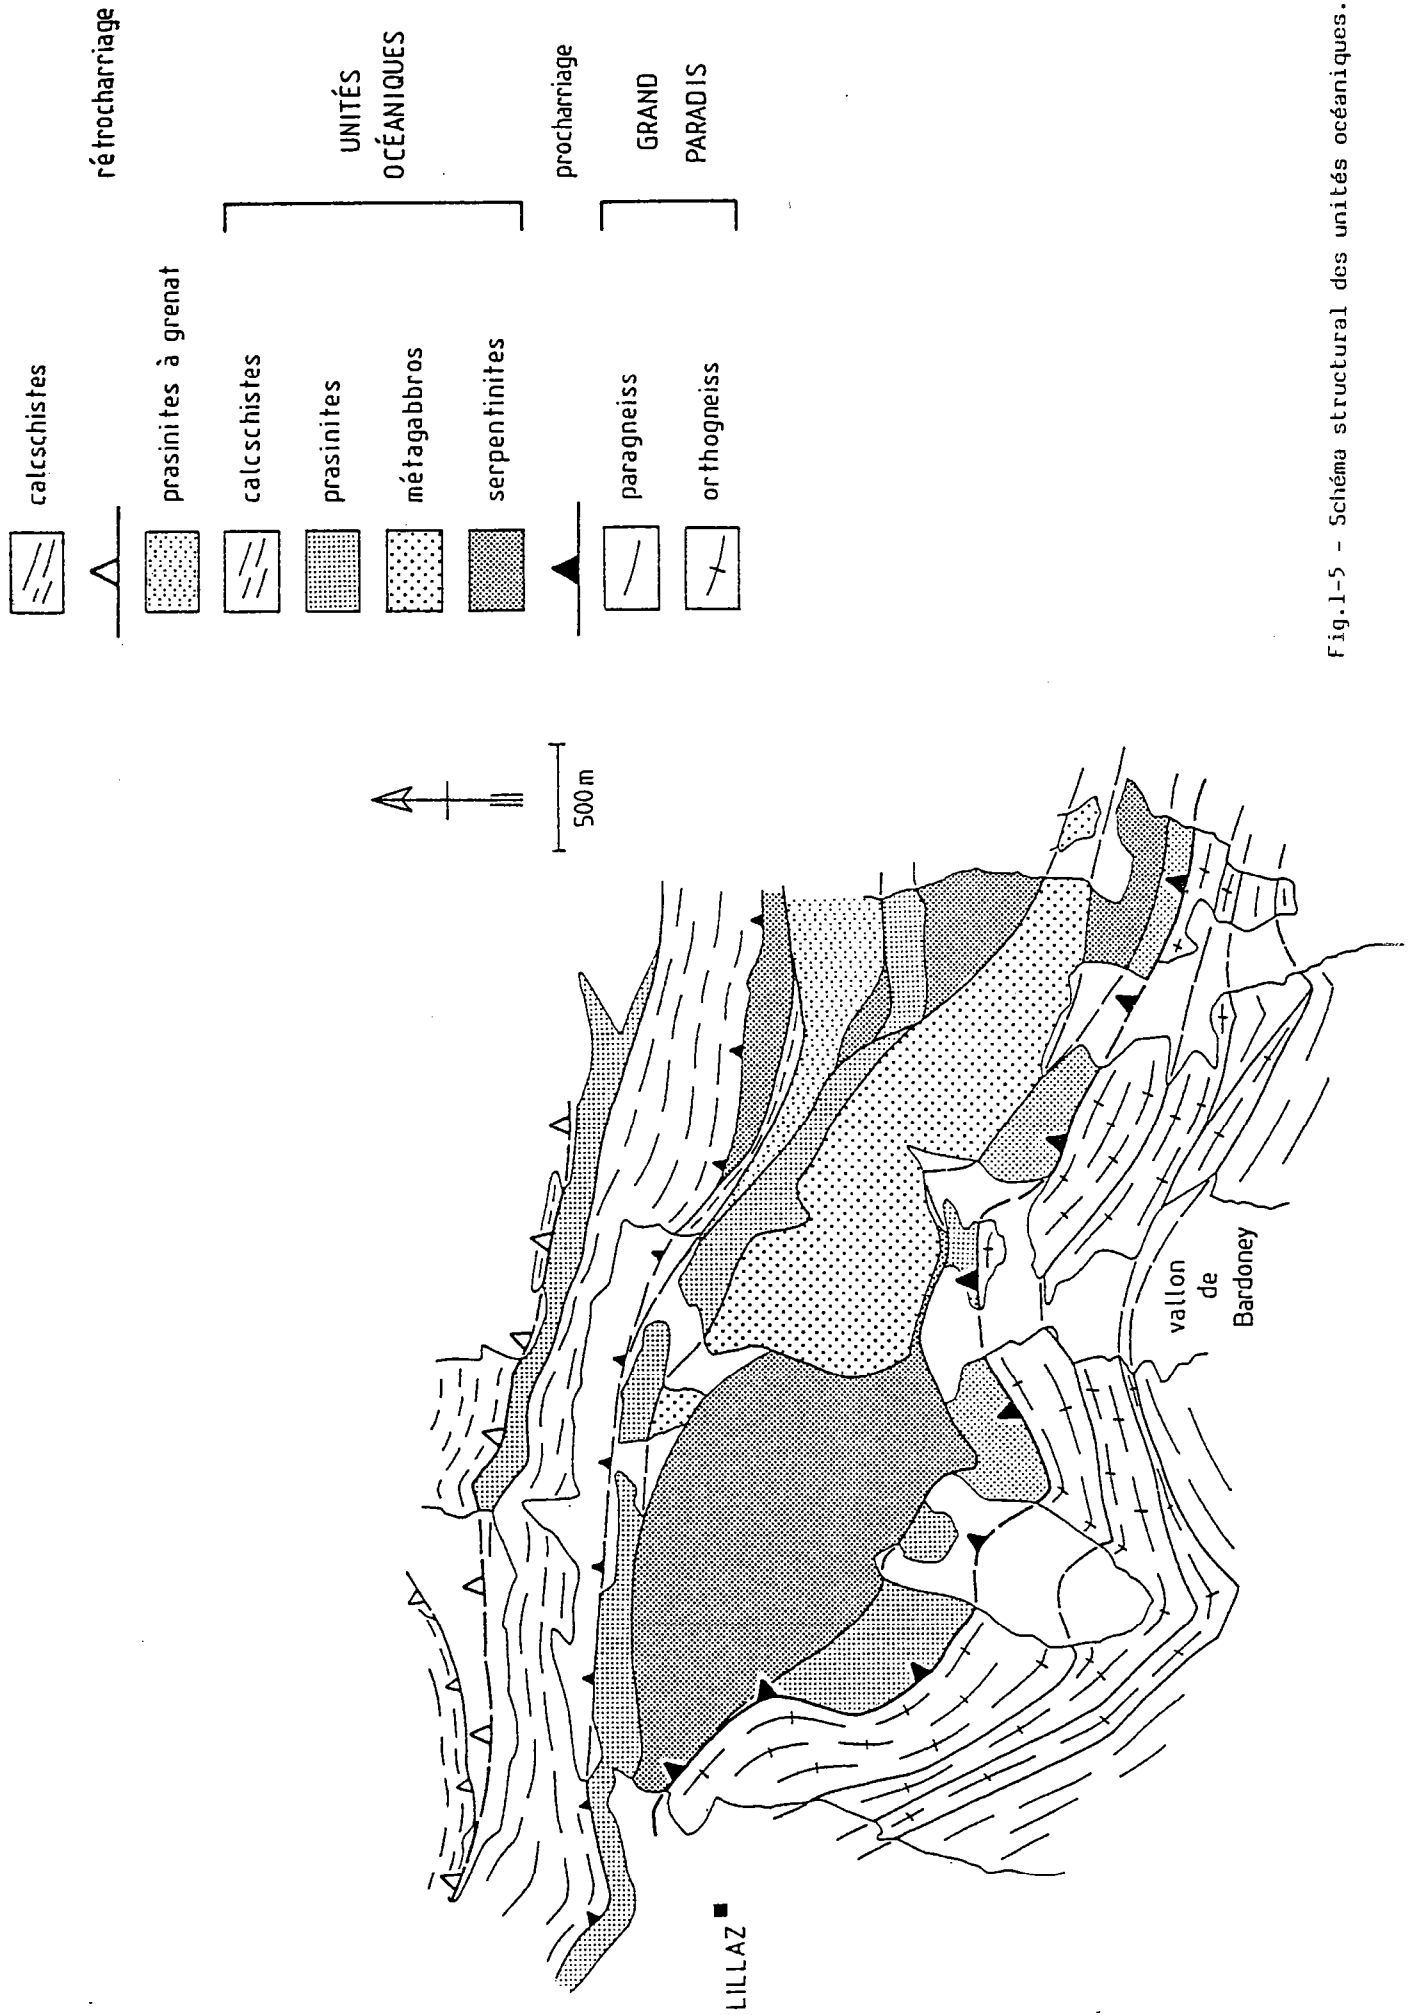 calcschistes
rétrocharriage
prasinites à grenat
calcschistes
prasinites
métagabbros
serpentinites
UNITÉS
OCÉANIQUES
procharriage
paragneiss
orthogneiss
GRAND
PARADIS
500 m
LILLAZ
vallon
de
Bardoney
Fig.1-5 - Schéma structural des unités océaniques.